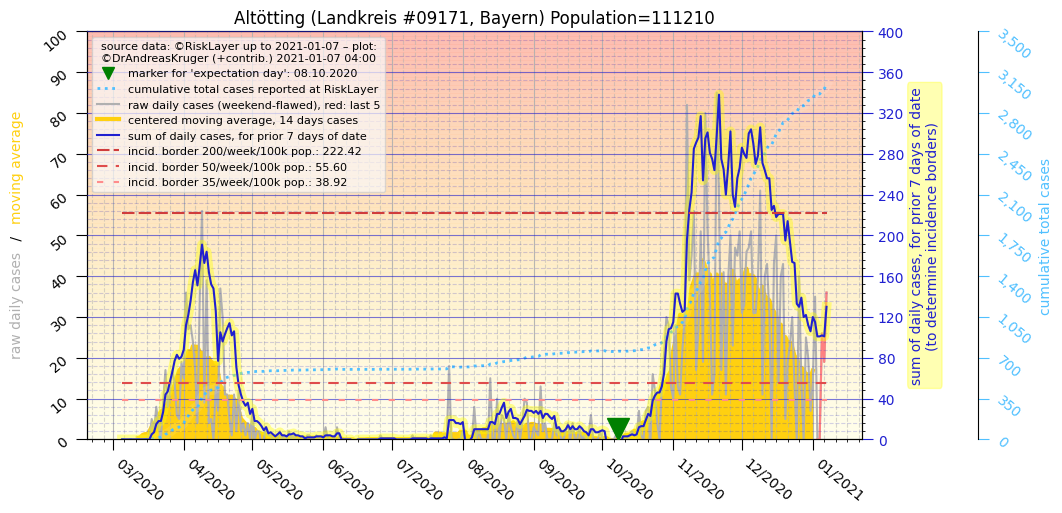 Altötting (Landkreis #09171, Bayern) Population=111210
source data: ©RiskLayer up to 2021-01-07 – plot:
©DrAndreasKruger (+contrib.) 2021-01-07 04:00
marker for 'expectation day': 08.10.2020
cumulative total cases reported at RiskLayer
raw daily cases (weekend-flawed), red: last 5
centered moving average, 14 days cases
sum of daily cases, for prior 7 days of date
incid. border 200/week/100k pop.: 222.42
incid. border 50/week/100k pop.: 55.60
incid. border 35/week/100k pop.: 38.92
raw daily cases / moving average
100
90
80
70
60
50
40
30
20
10
0
03/2020
04/2020
05/2020
06/2020
07/2020
08/2020
09/2020
10/2020
11/2020
12/2020
01/2021
400
360
320
280
240
200
160
120
80
40
0
sum of daily cases, for prior 7 days of date
(to determine incidence borders)
3,500
3,150
2,800
2,450
2,100
1,750
1,400
1,050
700
350
0
cumulative total cases